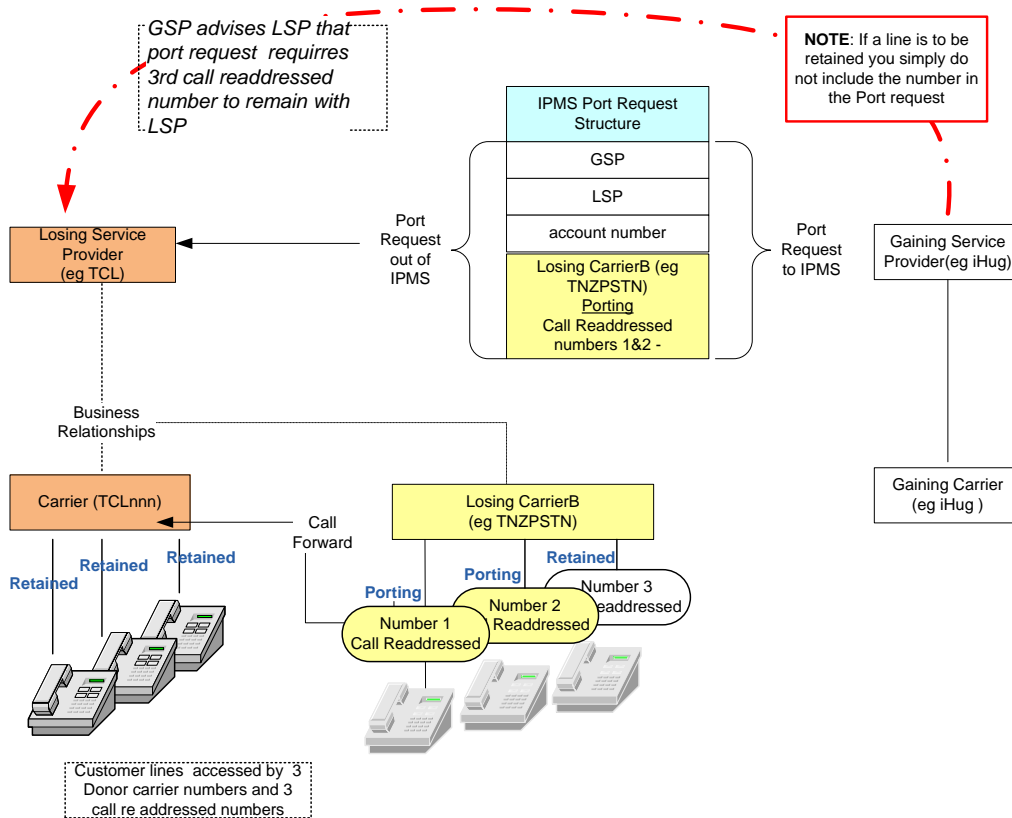 GSP advises LSP that
port request requirres
3rd call readdressed
number to remain with
LSP
NOTE: If a line is to be
retained you simply do
not include the number in
the Port request
IPMS Port Request
Structure
GSP
LSP
account number
Losing CarrierB (eg
TNZPSTN)
Porting
Call Readdressed
numbers 1&2 -
Port
Request
out of
IPMS
Port
Request
to IPMS
Losing Service
Provider
(eg TCL)
Gaining Service
Provider(eg iHug)
Business
Relationships
Carrier (TCLnnn)
Losing CarrierB
(eg TNZPSTN)
Gaining Carrier
(eg iHug )
Call
Forward
Retained
Retained
Retained
Porting
Porting
Retained
Number 1
Call Readdressed
Number 2
Readdressed
Number 3
eaddressed
Customer lines accessed by 3
Donor carrier numbers and 3
call re addressed numbers